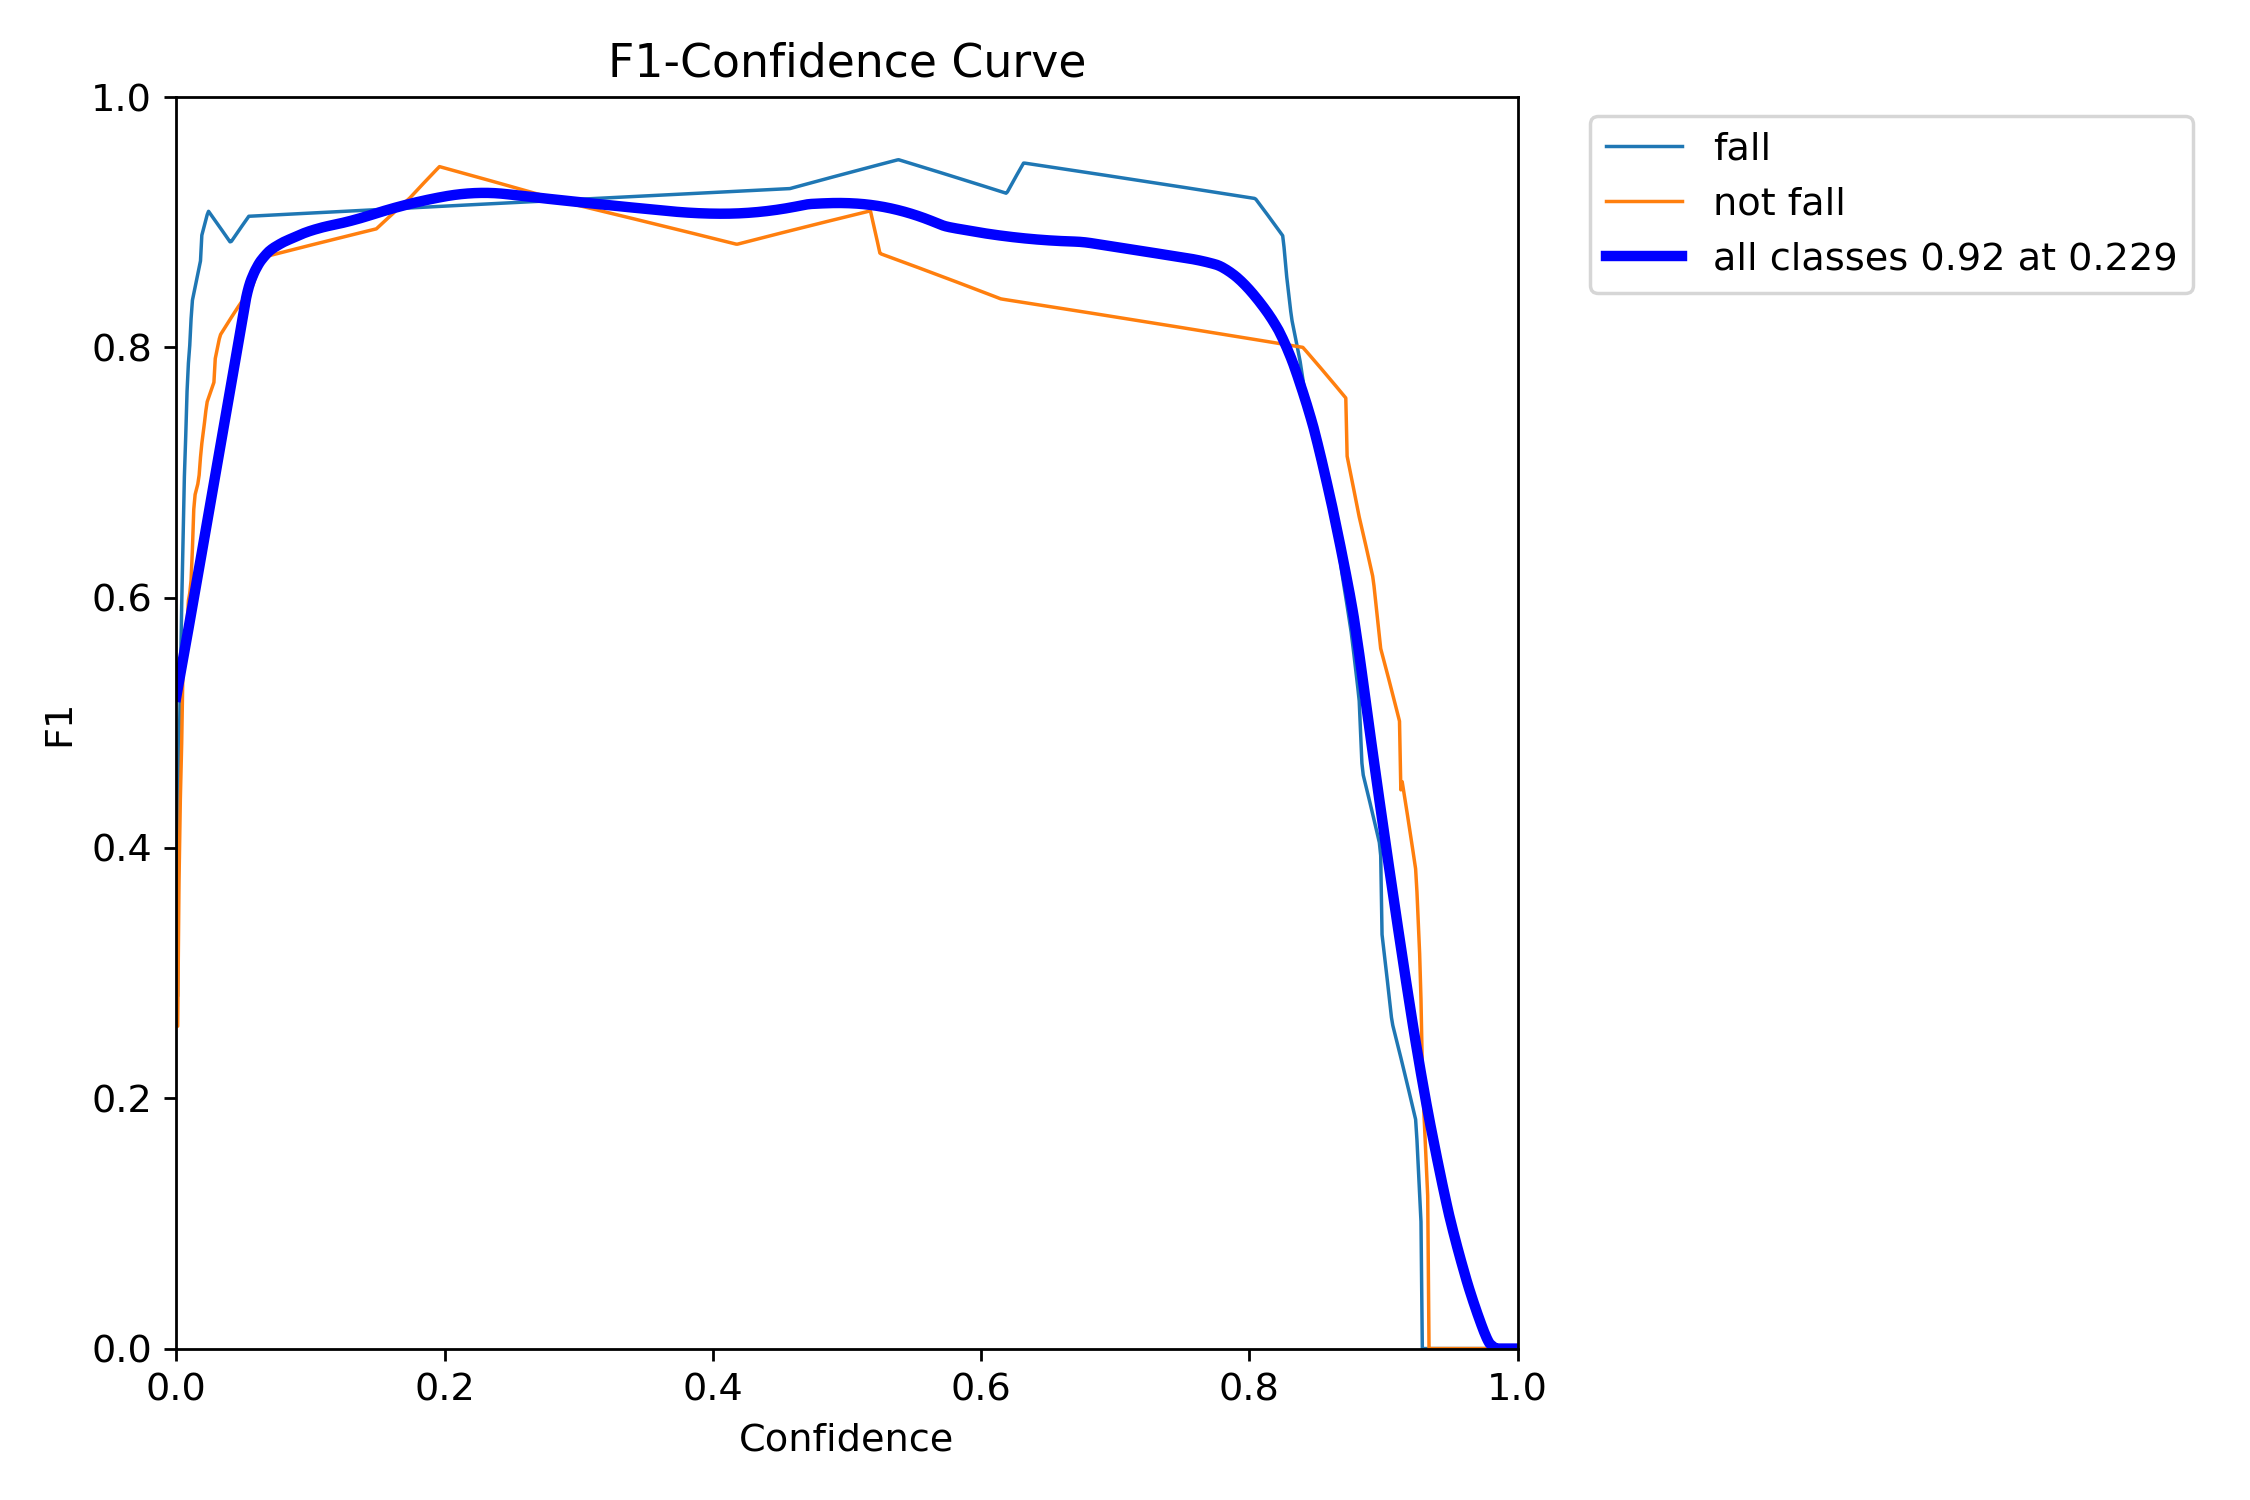 F1-Confidence Curve
1.0
0.8
0.6
0.4
0.2
0.0
F1
0.0 0.2 0.4 0.6 0.8 1.0
Confidence
fall
not fall
all classes 0.92 at 0.229